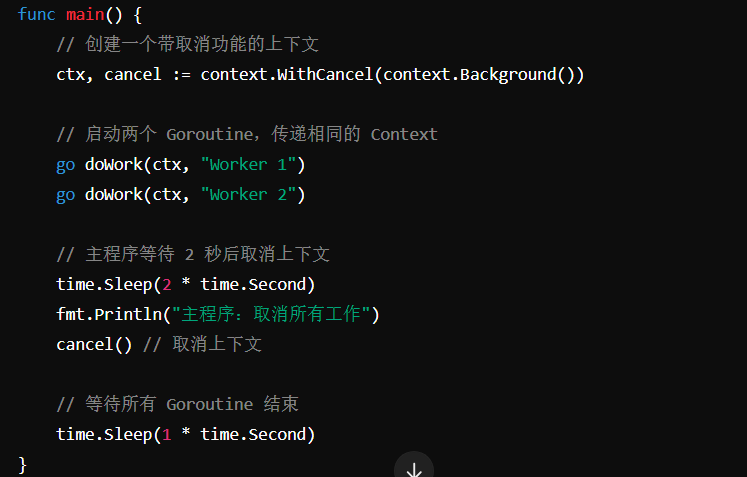 func main() {
// 创建一个带取消功能的上下文
ctx, cancel := context.WithCancel(context.Background())
// 启动两个 Goroutine，传递相同的 Context
go doWork(ctx, "Worker 1")
go doWork(ctx, "Worker 2")
// 主程序等待 2 秒后取消上下文
time.Sleep(2 * time.Second)
fmt.Println("主程序：取消所有工作")
cancel() // 取消上下文
// 等待所有 Goroutine 结束
time.Sleep(1 * time.Second)
}